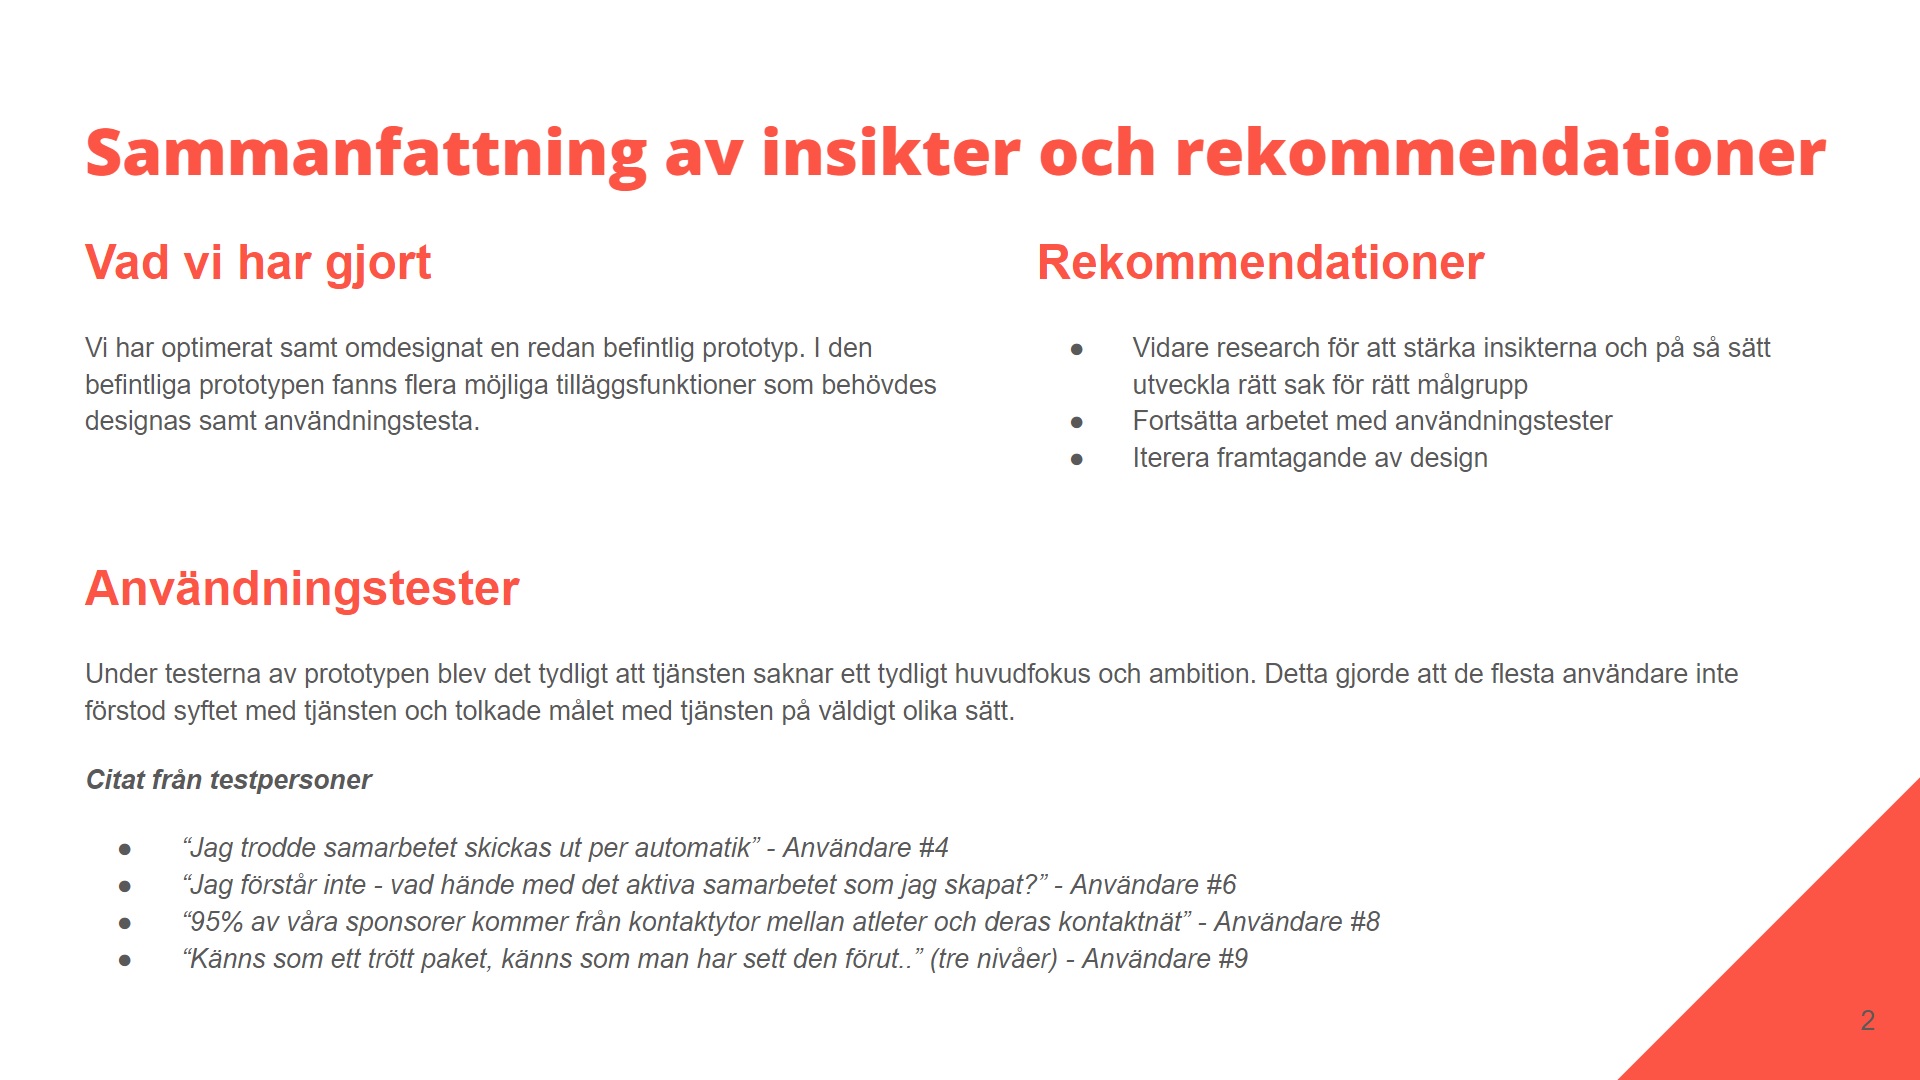 Sammanfattning av insikter och rekommendationer
Vad vi har gjort
Vi har optimerat samt omdesignat en redan befintlig prototyp. I den
befintliga prototypen fanns flera möjliga tilläggsfunktioner som behövdes
designas samt användningstesta.
Rekommendationer
● Vidare research för att stärka insikterna och på så sätt
utveckla rätt sak för rätt målgrupp
● Fortsätta arbetet med användningstester
● Iterera framtagande av design
Användningstester
Under testerna av prototypen blev det tydligt att tjänsten saknar ett tydligt huvudfokus och ambition. Detta gjorde att de flesta användare inte
förstod syftet med tjänsten och tolkade målet med tjänsten på väldigt olika sätt.
Citat från testpersoner
● “Jag trodde samarbetet skickas ut per automatik” - Användare #4
● “Jag förstår inte - vad hände med det aktiva samarbetet som jag skapat?” - Användare #6
● “95% av våra sponsorer kommer från kontaktytor mellan atleter och deras kontaktnät” - Användare #8
● “Känns som ett trött paket, känns som man har sett den förut..” (tre nivåer) - Användare #9
2